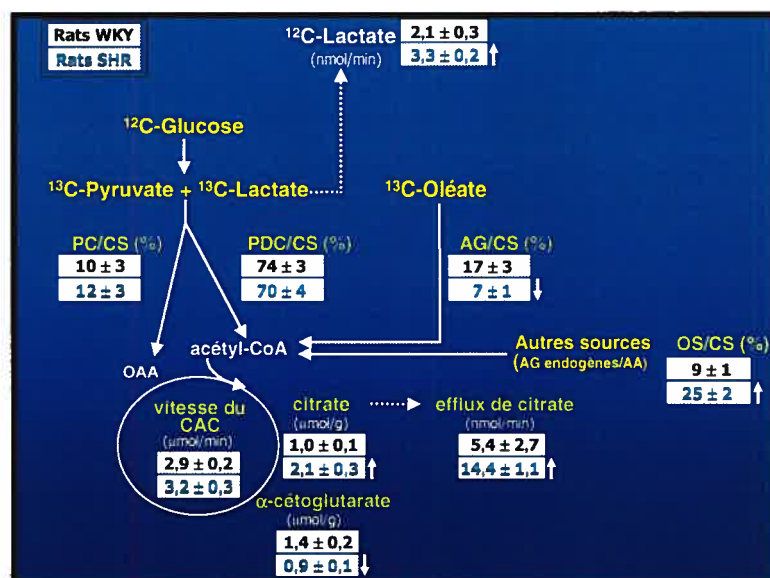 Rats WKY
Rats SHR
¹²C-Lactate
(nmol/min)
2,1 ± 0,3
3,3 ± 0,2
¹²C-Glucose
¹³C-Pyruvate + ¹³C-Lactate
¹³C-Oléate
PC/CS (%)
10 ± 3
12 ± 3
PDC/CS (%)
74 ± 3
70 ± 4
AG/CS (%)
17 ± 3
7 ± 1
OAA
acétyl-CoA
Autres sources
(AG endogènes/AA)
OS/CS (%)
9 ± 1
25 ± 2
vitesse du
CAC
(µmol/min)
2,9 ± 0,2
3,2 ± 0,3
citrate
(µmol/g)
1,0 ± 0,1
2,1 ± 0,3
efflux de citrate
(nmol/min)
5,4 ± 2,7
14,4 ± 1,1
α-cétoglutarate
(µmol/g)
1,4 ± 0,2
0,9 ± 0,1